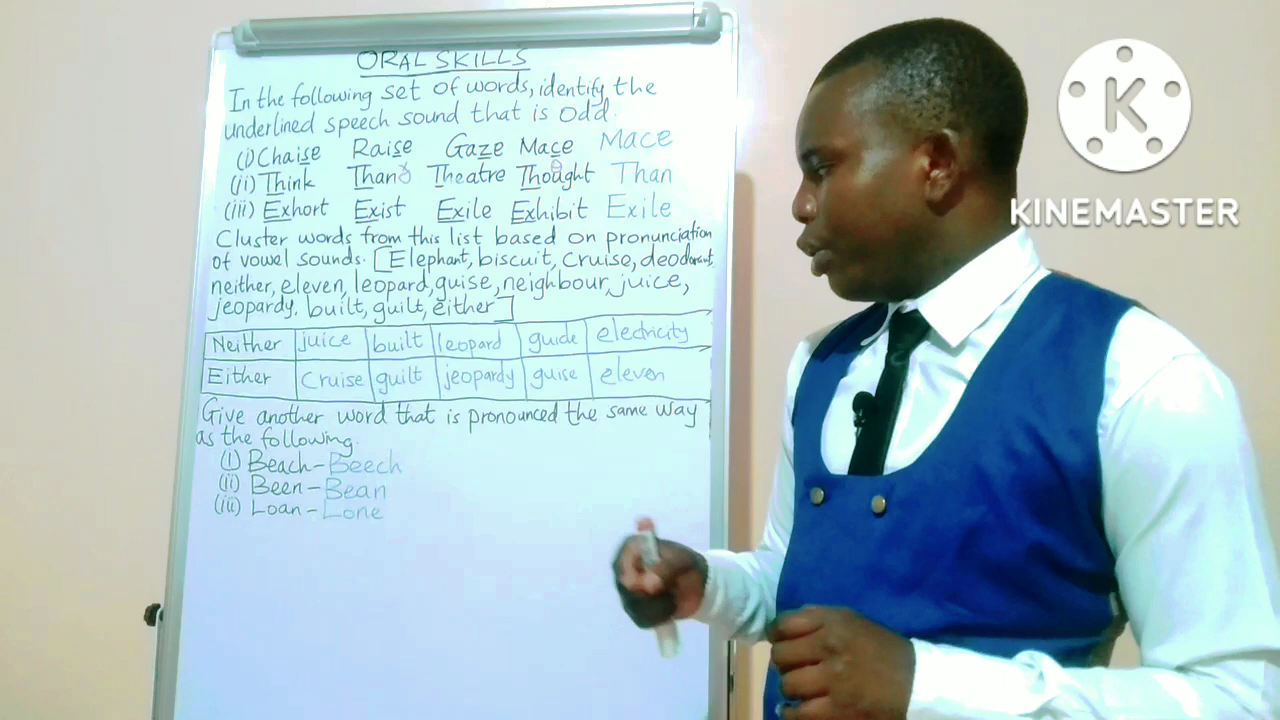 ORAL SKILLS
In the following set of words, identify the
underlined speech sound that is odd.
(i) Chaise Raise Gaze Mace Mace
(ii) Think Than ð Theatre Thought θ Than
(iii) Exhort Exist Exile Exhibit Exile
Cluster words from this list based on pronunciation
of vowel sounds. [Elephant, biscuit, cruise, deodorant,
neither, eleven, leopard, guise, neighbour, juice,
jeopardy, built, guilt, either]
Neither juice built leopard guide electricity
Either Cruise guilt jeopardy guise eleven
Give another word that is pronounced the same way
as the following.
(i) Beach - Beech
(ii) Been - Bean
(iii) Loan - Lone
K
KINEMASTER